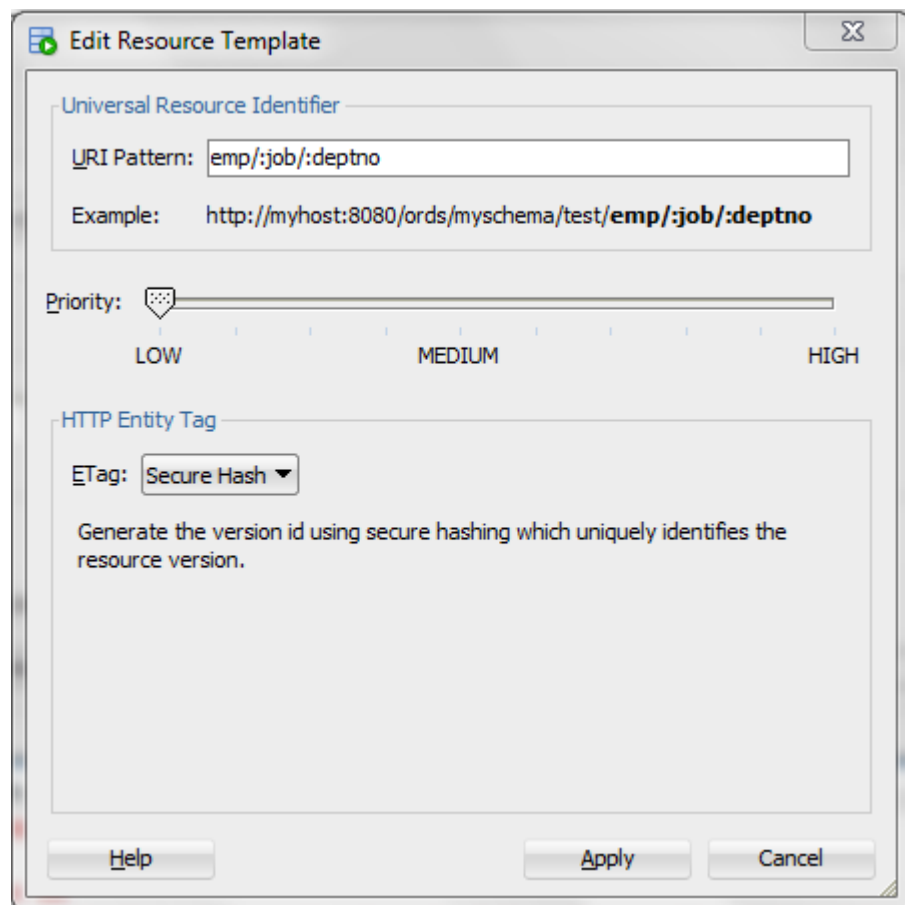 Edit Resource Template
Universal Resource Identifier
URI Pattern: emp/:job/:deptno
Example: http://myhost:8080/ords/myschema/test/emp/:job/:deptno
Priority:
LOW MEDIUM HIGH
HTTP Entity Tag
ETag: Secure Hash
Generate the version id using secure hashing which uniquely identifies the
resource version.
Help Apply Cancel